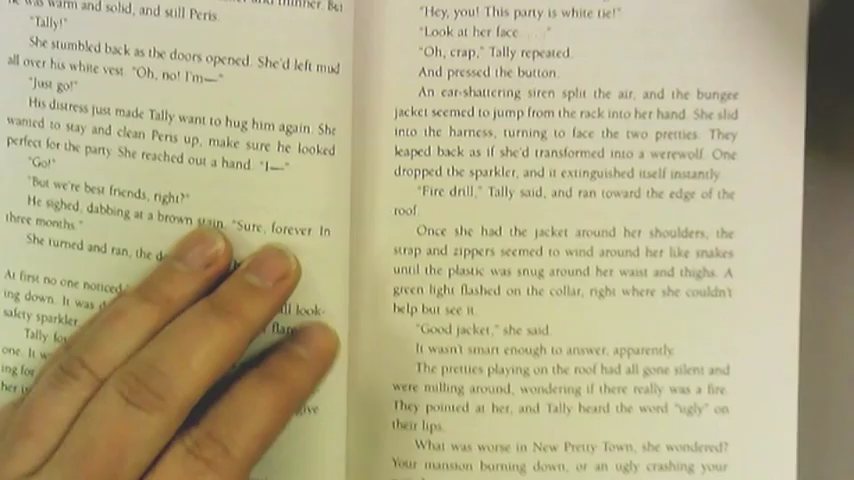 he was warm and solid, and still Peris.
"Tally!"
She stumbled back as the doors opened. She'd left mud
all over his white vest. "Oh, no! I'm—"
"Just go!"
His distress just made Tally want to hug him again. She
wanted to stay and clean Peris up, make sure he looked
perfect for the party. She reached out a hand. "I—"
"Go!"
"But we're best friends, right?"
He sighed, dabbing at a brown stain. "Sure, forever. In
three months."
She turned and ran, the d
At first no one noticed
ing down. It was
ll look-
safety sparkler.
flam
Tally fo
one. It w
ing for
her
give
"Hey, you! This party is white tie!"
"Look at her face . . ."
"Oh, crap," Tally repeated.
And pressed the button.
An ear-shattering siren split the air, and the bungee
jacket seemed to jump from the rack into her hand. She slid
into the harness, turning to face the two pretties. They
leaped back as if she'd transformed into a werewolf. One
dropped the sparkler, and it extinguished itself instantly.
"Fire drill," Tally said, and ran toward the edge of the
roof.
Once she had the jacket around her shoulders, the
strap and zippers seemed to wind around her like snakes
until the plastic was snug around her waist and thighs. A
green light flashed on the collar, right where she couldn't
help but see it.
"Good jacket," she said.
It wasn't smart enough to answer, apparently.
The pretties playing on the roof had all gone silent and
were milling around, wondering if there really was a fire.
They pointed at her, and Tally heard the word "ugly" on
their lips.
What was worse in New Pretty Town, she wondered?
Your mansion burning down, or an ugly crashing your